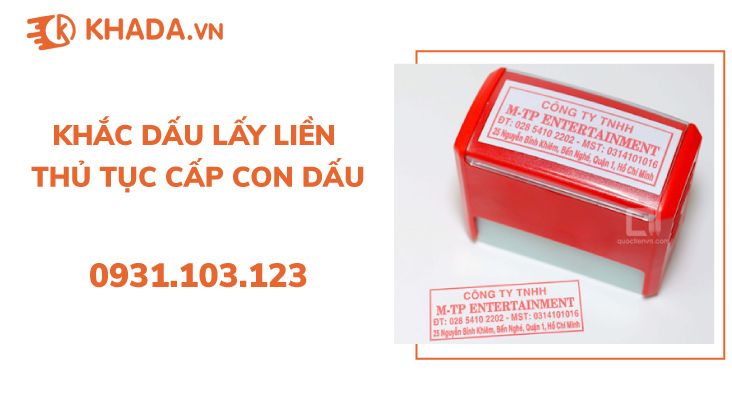 KHADA.VN
KHẮC DẤU LẤY LIỀN
THỦ TỤC CẤP CON DẤU
0931.103.123
CÔNG TY TNHH
M-TP ENTERTAINMENT
ĐT: 028 5410 2202 - MST: 0314101016
25 Nguyễn Bỉnh Khiêm, Bến Nghé, Quận 1, Hồ Chí Minh
quactienvn.com
CÔNG TY TNHH
M-TP ENTERTAINMENT
ĐT: 028 5410 2202 - MST: 0314101016
25 Nguyễn Bỉnh Khiêm, Bến Nghé, Quận 1, Hồ Chí Minh